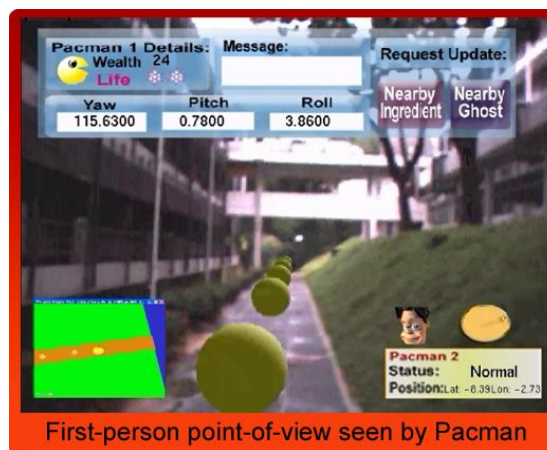 Pacman 1 Details:
Wealth 24
Life
Message:
Request Update:
Nearby Ingredient
Nearby Ghost
Yaw Pitch Roll
115.6300 0.7800 3.8600
Pacman 2
Status: Normal
Position:Lat: -6.39Lon: -2.73
First-person point-of-view seen by Pacman